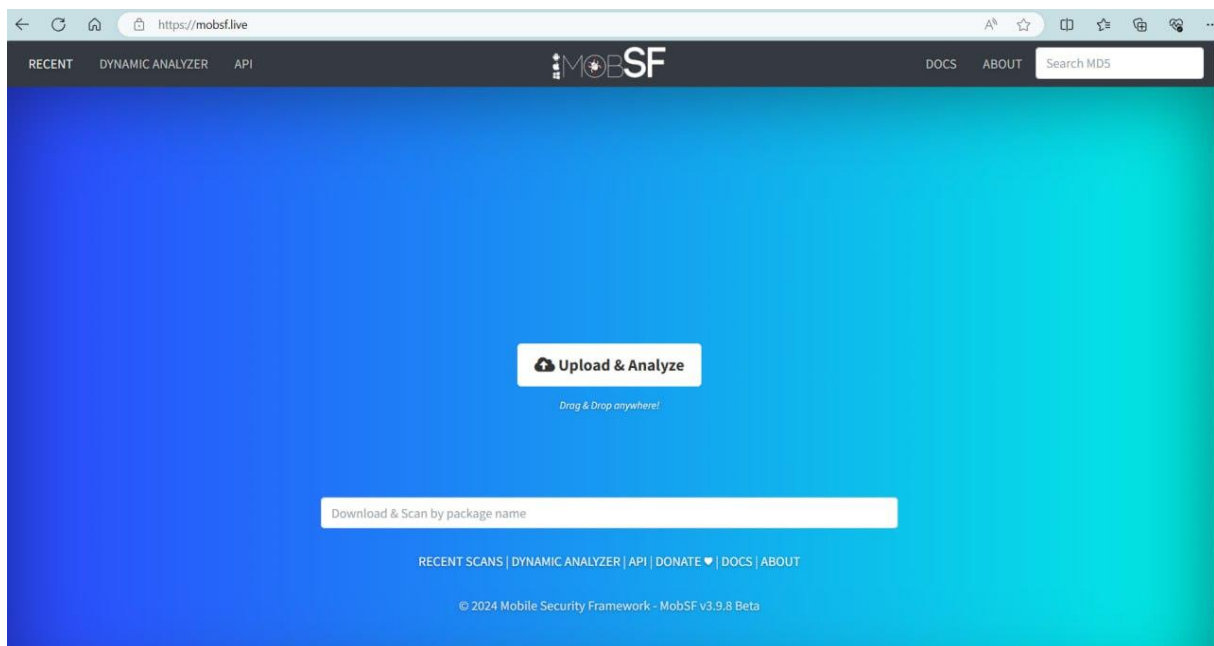 https://mobsf.live
RECENT DYNAMIC ANALYZER API MOBSF DOCS ABOUT Search MD5
Upload & Analyze
Drag & Drop anywhere!
Download & Scan by package name
RECENT SCANS | DYNAMIC ANALYZER | API | DONATE ♥ | DOCS | ABOUT
© 2024 Mobile Security Framework - MobSF v3.9.8 Beta